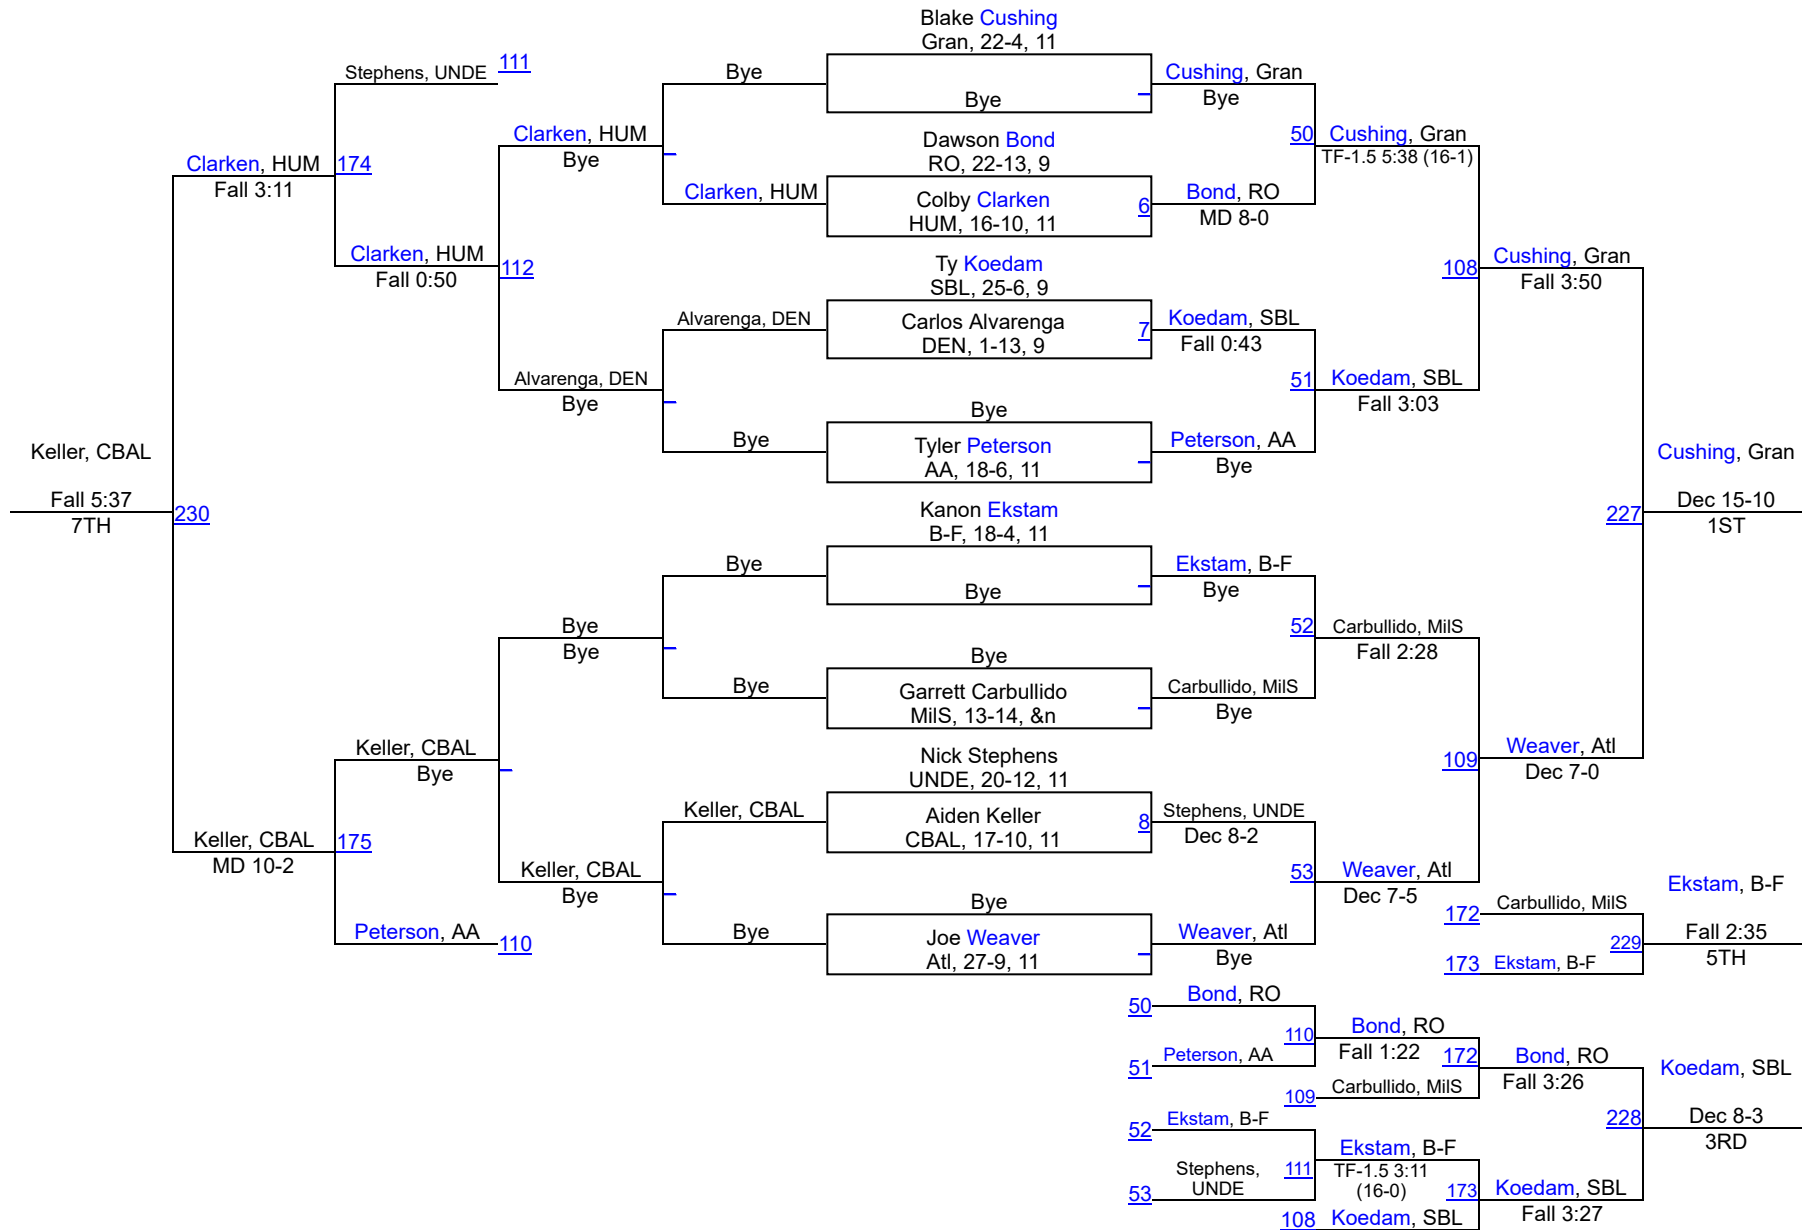 Blake Cushing
Gran, 22-4, 11
Bye
Dawson Bond
RO, 22-13, 9
Colby Clarken
HUM, 16-10, 11
6
Ty Koedam
SBL, 25-6, 9
Carlos Alvarenga
DEN, 1-13, 9
7
Bye
Tyler Peterson
AA, 18-6, 11
Kanon Ekstam
B-F, 18-4, 11
Bye
Bye
Garrett Carbullido
MilS, 13-14, &n
Nick Stephens
UNDE, 20-12, 11
Aiden Keller
CBAL, 17-10, 11
8
Bye
Joe Weaver
Atl, 27-9, 11
Cushing, Gran
Bye
50
Bond, RO
MD 8-0
Koedam, SBL
Fall 0:43
51
Peterson, AA
Bye
Ekstam, B-F
Bye
52
Carbullido, MilS
Bye
Stephens, UNDE
Dec 8-2
53
Weaver, Atl
Bye
Cushing, Gran
TF-1.5 5:38 (16-1)
108
Koedam, SBL
Fall 3:03
Carbullido, MilS
Fall 2:28
109
Weaver, Atl
Dec 7-5
Cushing, Gran
Fall 3:50
227
Weaver, Atl
Dec 7-0
Cushing, Gran
Dec 15-10
1ST
Bye
Clarken, HUM
Alvarenga, DEN
Bye
Bye
Bye
Keller, CBAL
Bye
Clarken, HUM
Bye
112
Alvarenga, DEN
Bye
Bye
Bye
Keller, CBAL
Bye
Stephens, UNDE
111
174
Clarken, HUM
Fall 0:50
Keller, CBAL
Bye
175
Peterson, AA
110
Clarken, HUM
Fall 3:11
230
Keller, CBAL
MD 10-2
Keller, CBAL
Fall 5:37
7TH
172
Carbullido, MilS
229
173
Ekstam, B-F
Ekstam, B-F
Fall 2:35
5TH
50
Bond, RO
110
51
Peterson, AA
Bond, RO
Fall 1:22
172
109
Carbullido, MilS
Bond, RO
Fall 3:26
52
Ekstam, B-F
111
53
Stephens,
UNDE
Ekstam, B-F
TF-1.5 3:11
(16-0)
173
108
Koedam, SBL
Koedam, SBL
Fall 3:27
228
Koedam, SBL
Dec 8-3
3RD